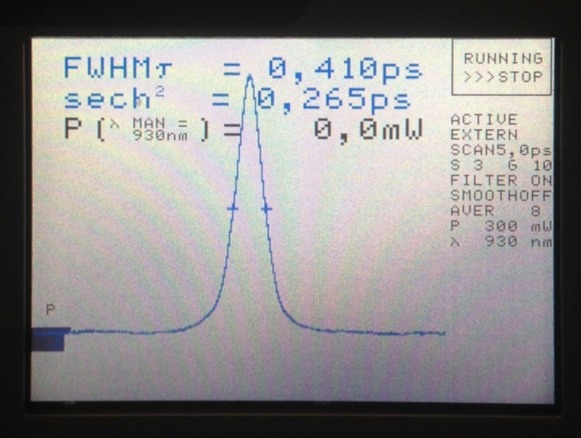 FWHMτ = 0,410ps
sech² = 0,265ps
P (λ MAN = 930nm) = 0,0mW
RUNNING
>>>STOP
ACTIVE
EXTERN
SCAN5,0ps
S 3 G 10
FILTER ON
SMOOTHOFF
AVER 8
P 300 mW
λ 930 nm
P